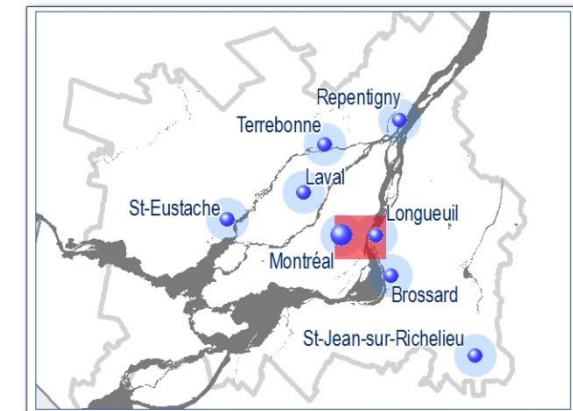 Repentigny
Terrebonne
Laval
St-Eustache
Longueuil
Montréal
Brossard
St-Jean-sur-Richelieu